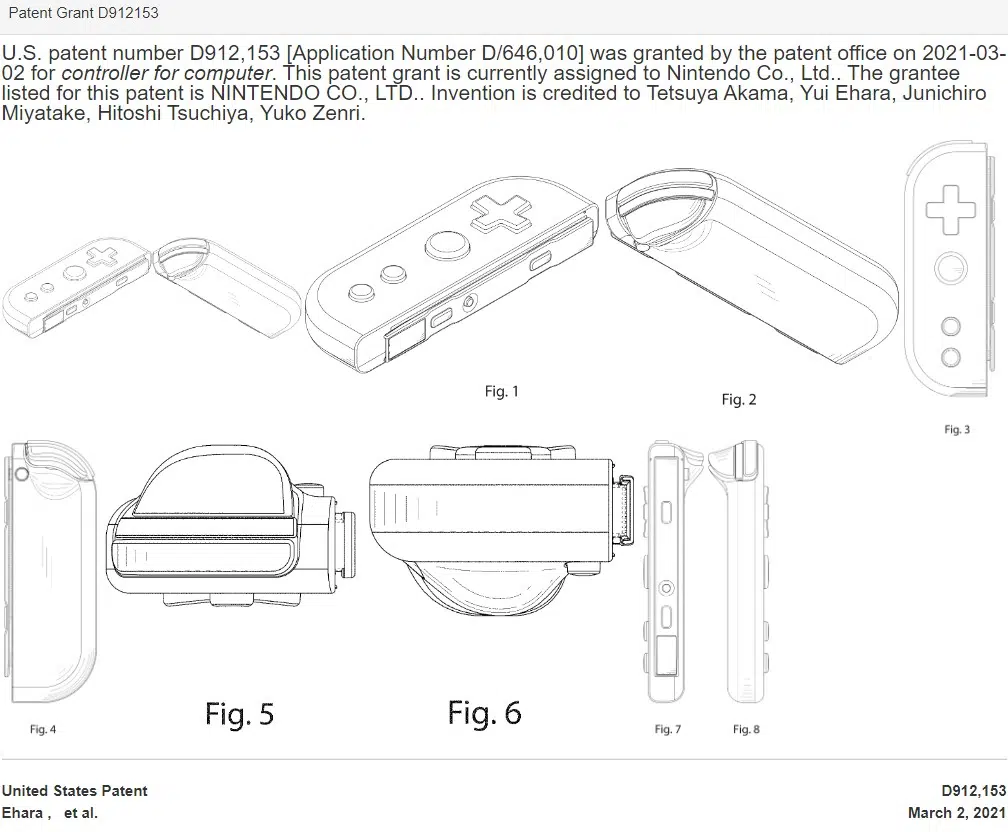 Patent Grant D912153
U.S. patent number D912,153 [Application Number D/646,010] was granted by the patent office on 2021-03-
02 for controller for computer. This patent grant is currently assigned to Nintendo Co., Ltd.. The grantee
listed for this patent is NINTENDO CO., LTD.. Invention is credited to Tetsuya Akama, Yui Ehara, Junichiro
Miyatake, Hitoshi Tsuchiya, Yuko Zenri.
Fig. 1
Fig. 2
Fig. 3
Fig. 4
Fig. 5
Fig. 6
Fig. 7
Fig. 8
United States Patent
D912,153
Ehara , et al.
March 2, 2021